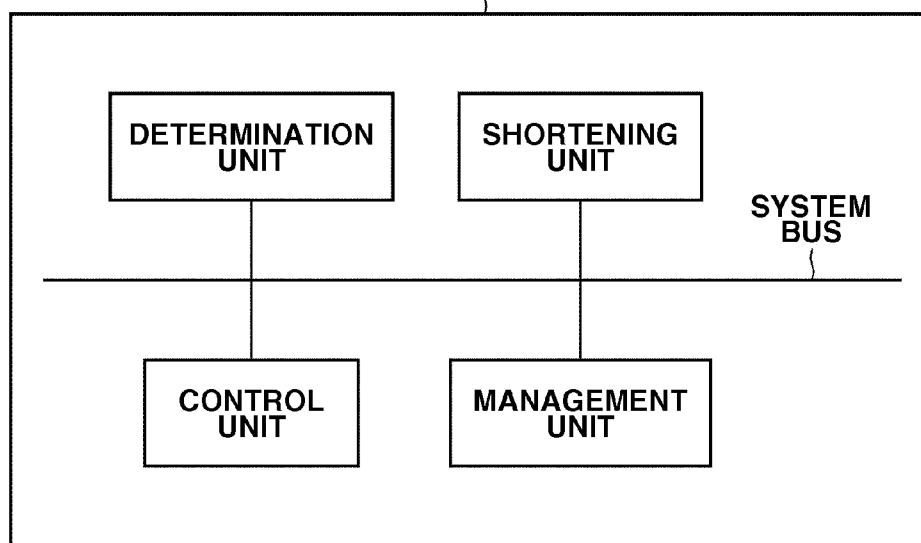 DETERMINATION
UNIT
SHORTENING
UNIT
SYSTEM
BUS
CONTROL
UNIT
MANAGEMENT
UNIT